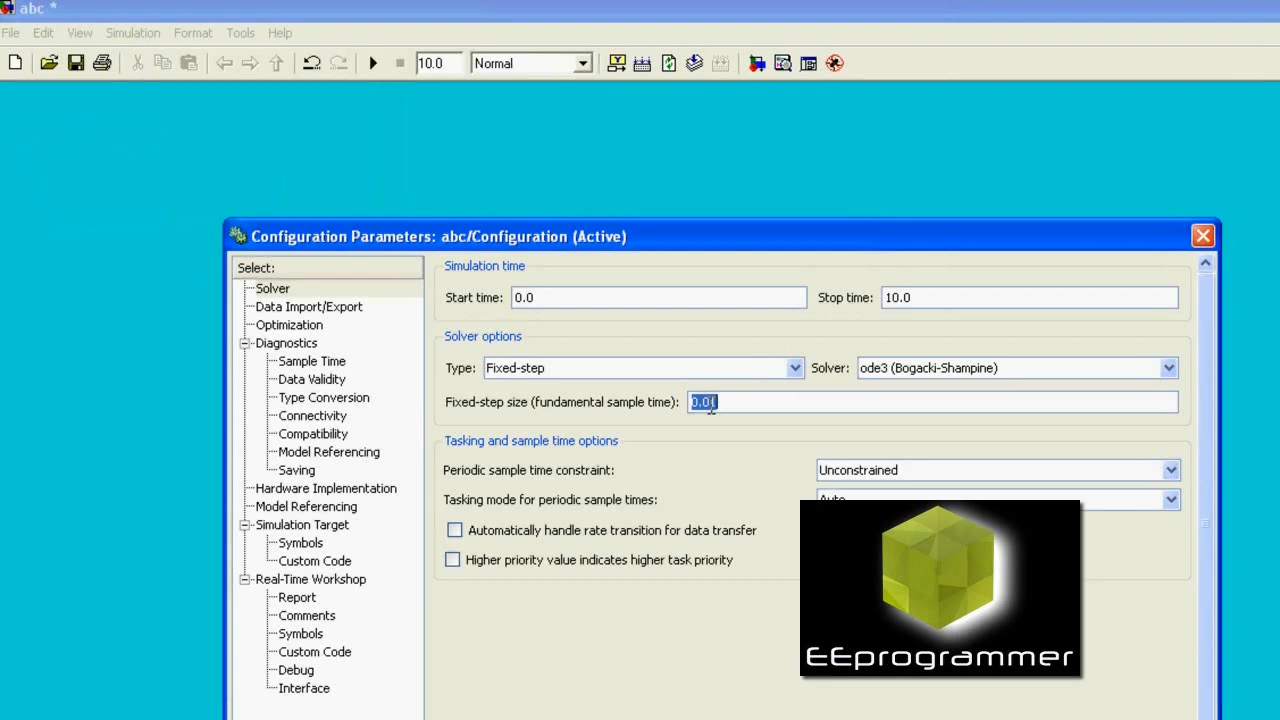 abc *
File Edit View Simulation Format Tools Help
10.0 Normal
Configuration Parameters: abc/Configuration (Active)
Select:
Solver
Data Import/Export
Optimization
Diagnostics
Sample Time
Data Validity
Type Conversion
Connectivity
Compatibility
Model Referencing
Saving
Hardware Implementation
Model Referencing
Simulation Target
Symbols
Custom Code
Real-Time Workshop
Report
Comments
Symbols
Custom Code
Debug
Interface
Simulation time
Start time: 0.0 Stop time: 10.0
Solver options
Type: Fixed-step Solver: ode3 (Bogacki-Shampine)
Fixed-step size (fundamental sample time):
Tasking and sample time options
Periodic sample time constraint: Unconstrained
Tasking mode for periodic sample times: Auto
Automatically handle rate transition for data transfer
Higher priority value indicates higher task priority
EEprogrammer